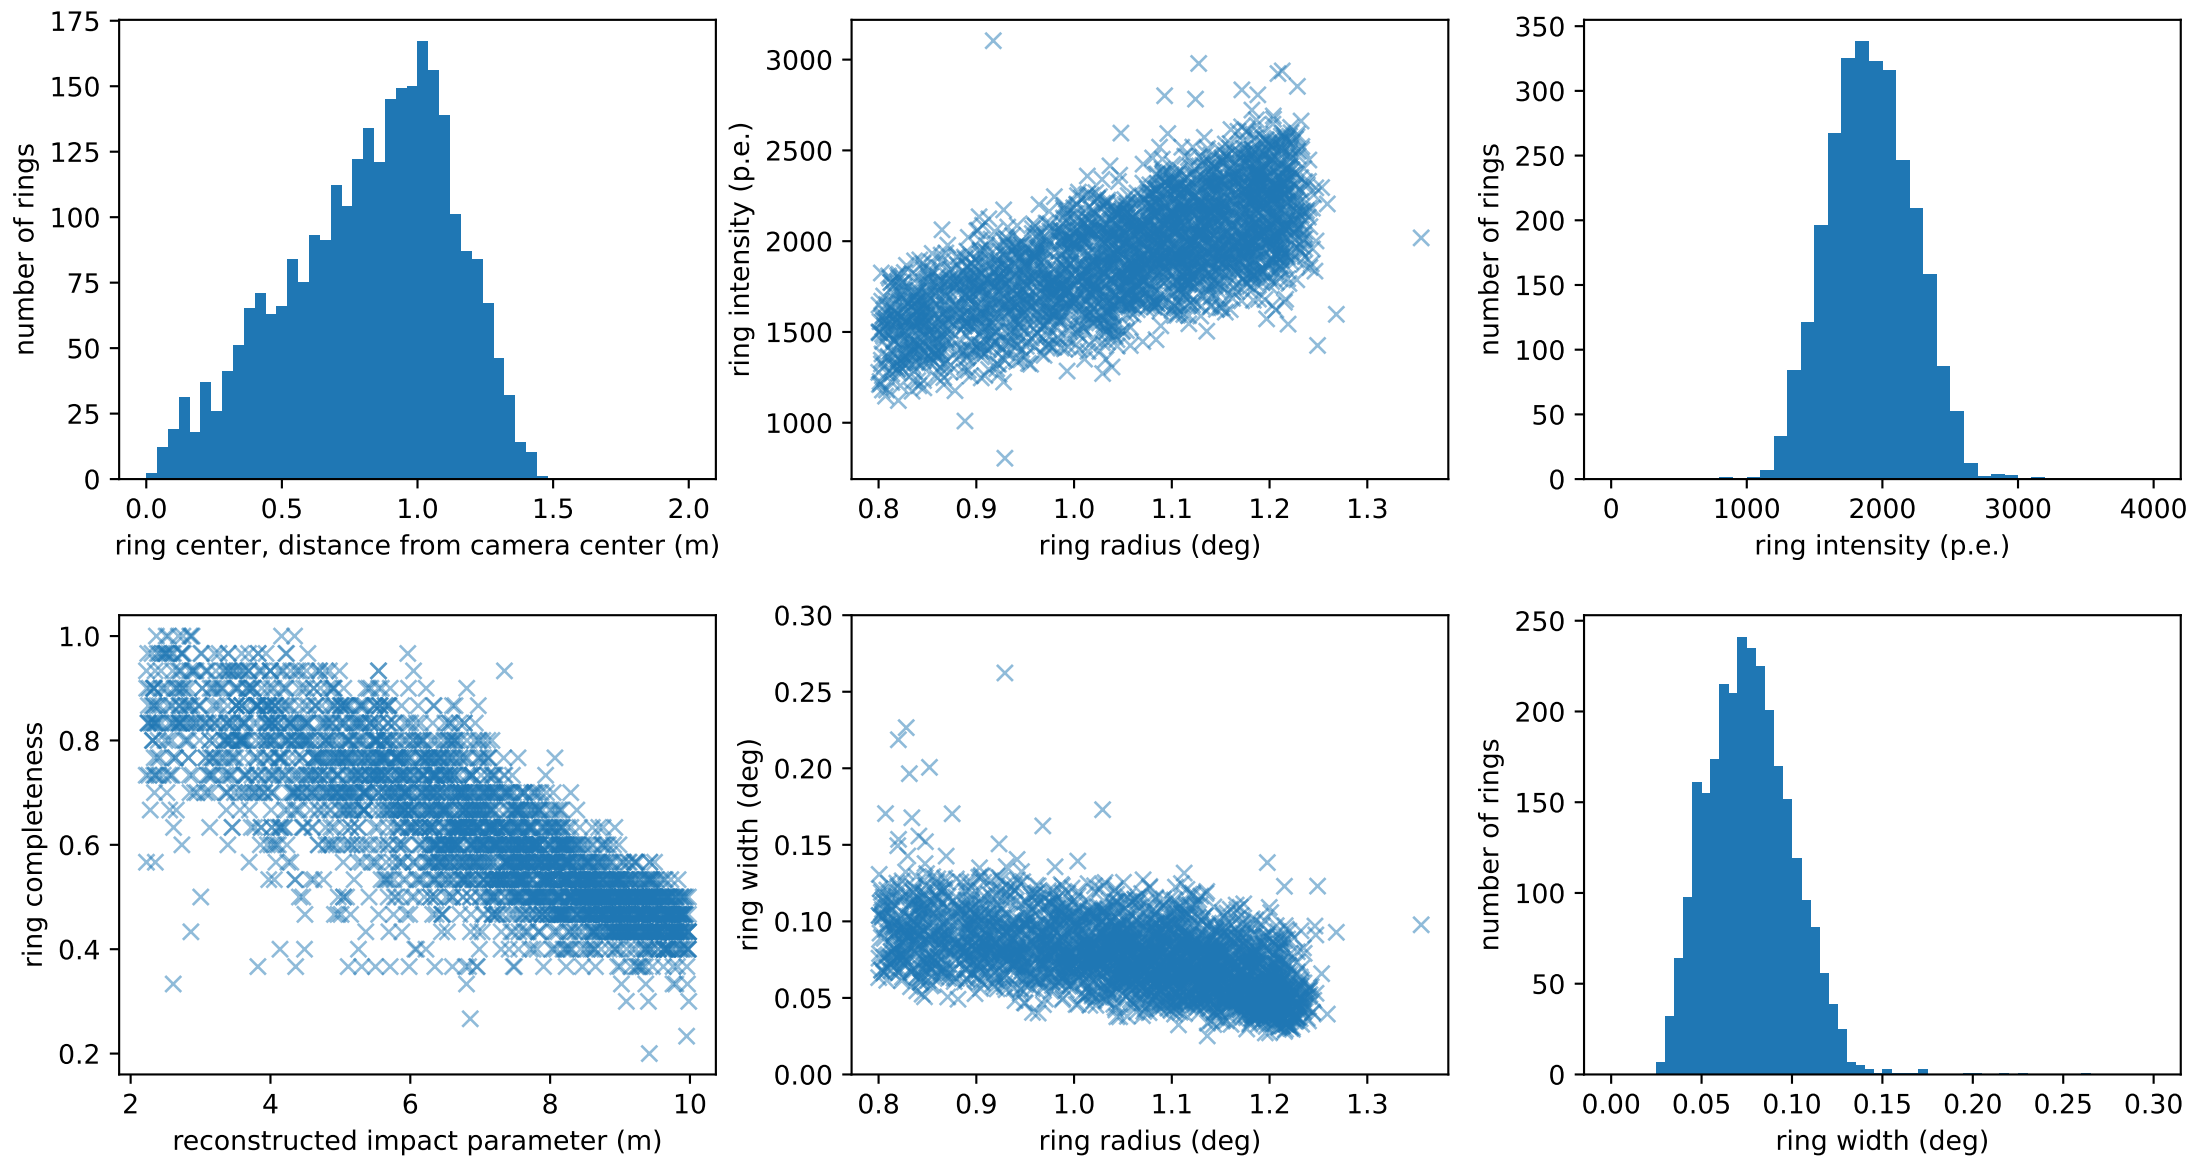 175
150
125
100
75
50
25
0
number of rings
0.0 0.5 1.0 1.5 2.0
ring center, distance from camera center (m)
3000
2500
2000
1500
1000
ring intensity (p.e.)
0.8 0.9 1.0 1.1 1.2 1.3
ring radius (deg)
350
300
250
200
150
100
50
0
number of rings
0 1000 2000 3000 4000
ring intensity (p.e.)
1.0
0.8
0.6
0.4
0.2
ring completeness
2 4 6 8 10
reconstructed impact parameter (m)
0.30
0.25
0.20
0.15
0.10
0.05
0.00
ring width (deg)
0.8 0.9 1.0 1.1 1.2 1.3
ring radius (deg)
250
200
150
100
50
0
number of rings
0.00 0.05 0.10 0.15 0.20 0.25 0.30
ring width (deg)